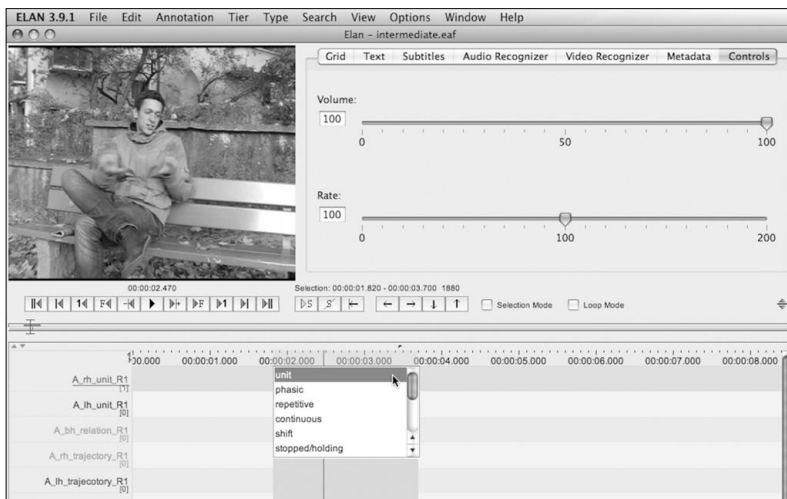 ELAN 3.9.1 File Edit Annotation Tier Type Search View Options Window Help
Elan – intermediate.eaf
Grid Text Subtitles Audio Recognizer Video Recognizer Metadata Controls
Volume:
100
0 50 100
Rate:
100
0 100 200
00:00:02.470 Selection: 00:00:01.820 - 00:00:03.700 1880
1 F F 1 S S Selection Mode Loop Mode
00.000 00:00:01.000 00:00:02.000 00:00:03.000 00:00:04.000 00:00:05.000 00:00:06.000 00:00:07.000 00:00:08.000
A_rh_unit_R1
[1]
unit
phasic
A_lh_unit_R1
[0]
repetitive
continuous
A_bh_relation_R1
[0]
shift
stopped/holding
A_rh_trajectory_R1
[0]
A_lh_trajecotory_R1
[0]